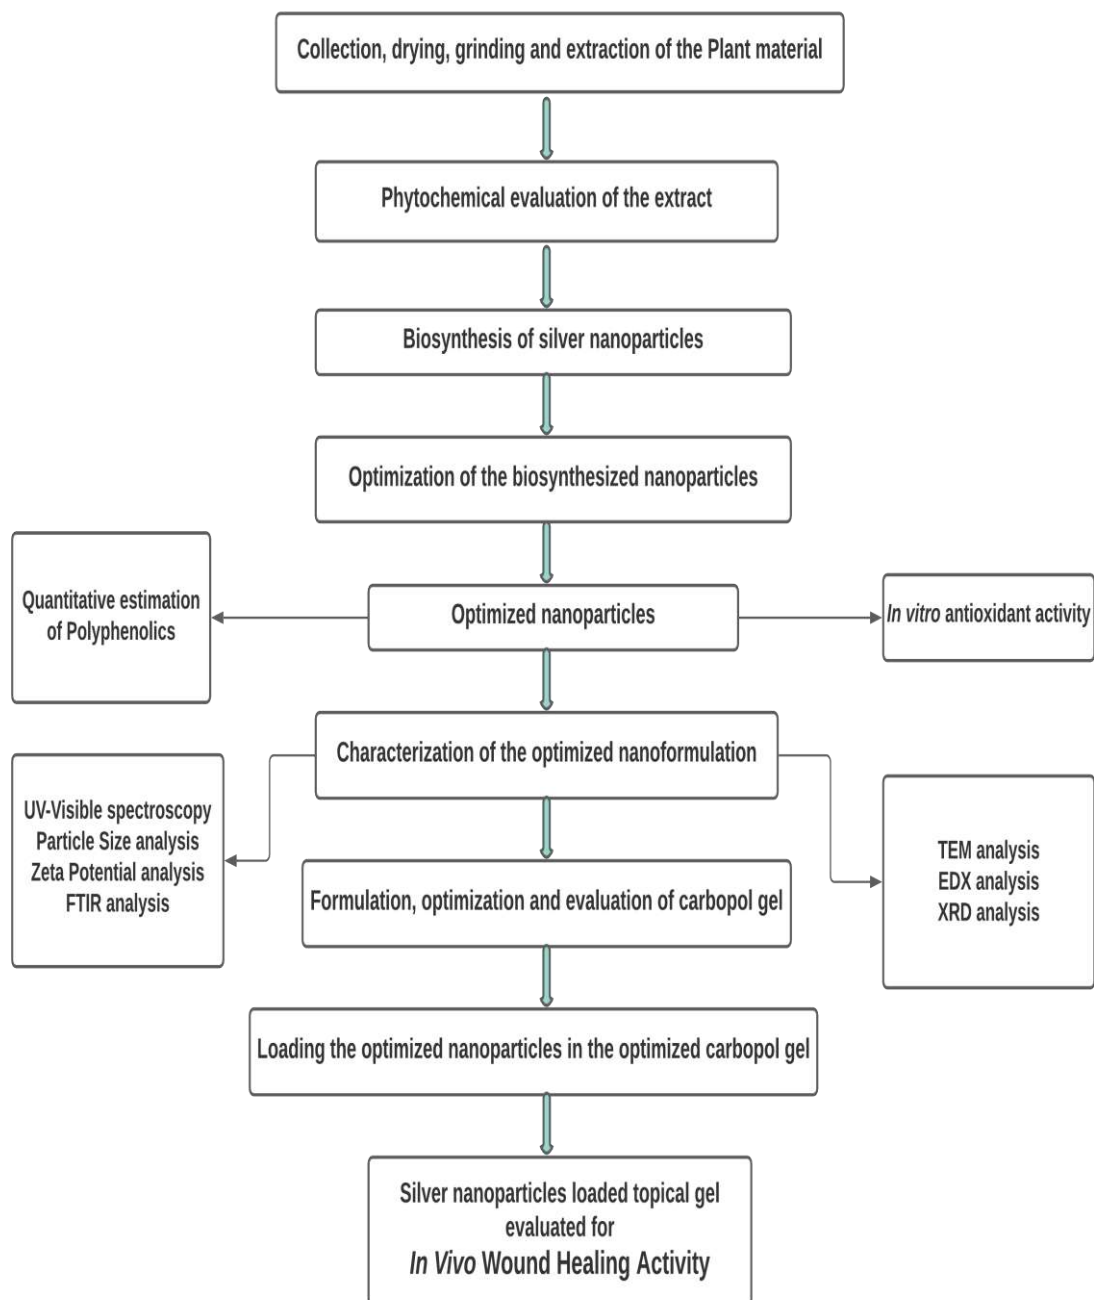 Collection, drying, grinding and extraction of the Plant material
Phytochemical evaluation of the extract
Biosynthesis of silver nanoparticles
Optimization of the biosynthesized nanoparticles
Quantitative estimation
of Polyphenolics
Optimized nanoparticles
In vitro antioxidant activity
Characterization of the optimized nanoformulation
UV-Visible spectroscopy
Particle Size analysis
Zeta Potential analysis
FTIR analysis
TEM analysis
EDX analysis
XRD analysis
Formulation, optimization and evaluation of carbopol gel
Loading the optimized nanoparticles in the optimized carbopol gel
Silver nanoparticles loaded topical gel
evaluated for
In Vivo Wound Healing Activity